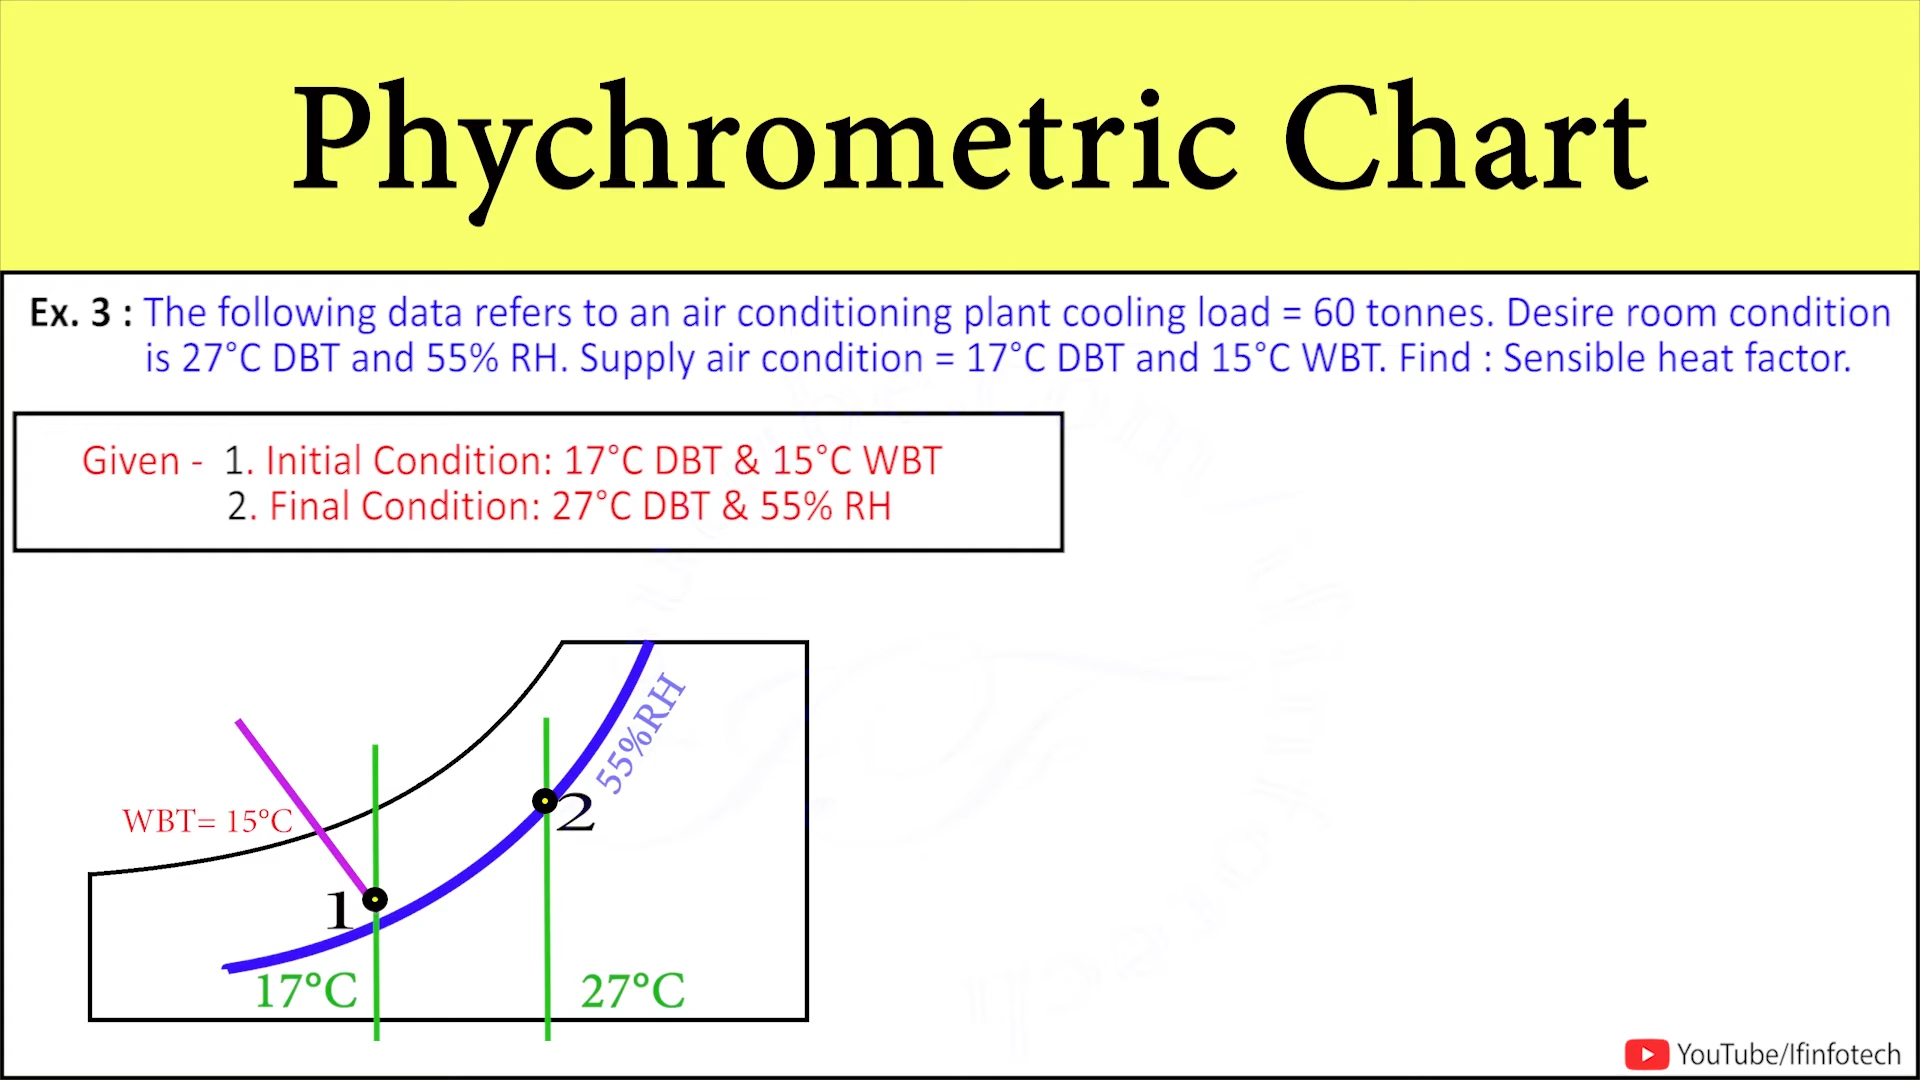 Phychrometric Chart
Ex. 3 : The following data refers to an air conditioning plant cooling load = 60 tonnes. Desire room condition
is 27°C DBT and 55% RH. Supply air condition = 17°C DBT and 15°C WBT. Find : Sensible heat factor.
Given - 1. Initial Condition: 17°C DBT & 15°C WBT
2. Final Condition: 27°C DBT & 55% RH
55%RH
WBT= 15°C
2
1
17°C
27°C
YouTube/lfinfotech